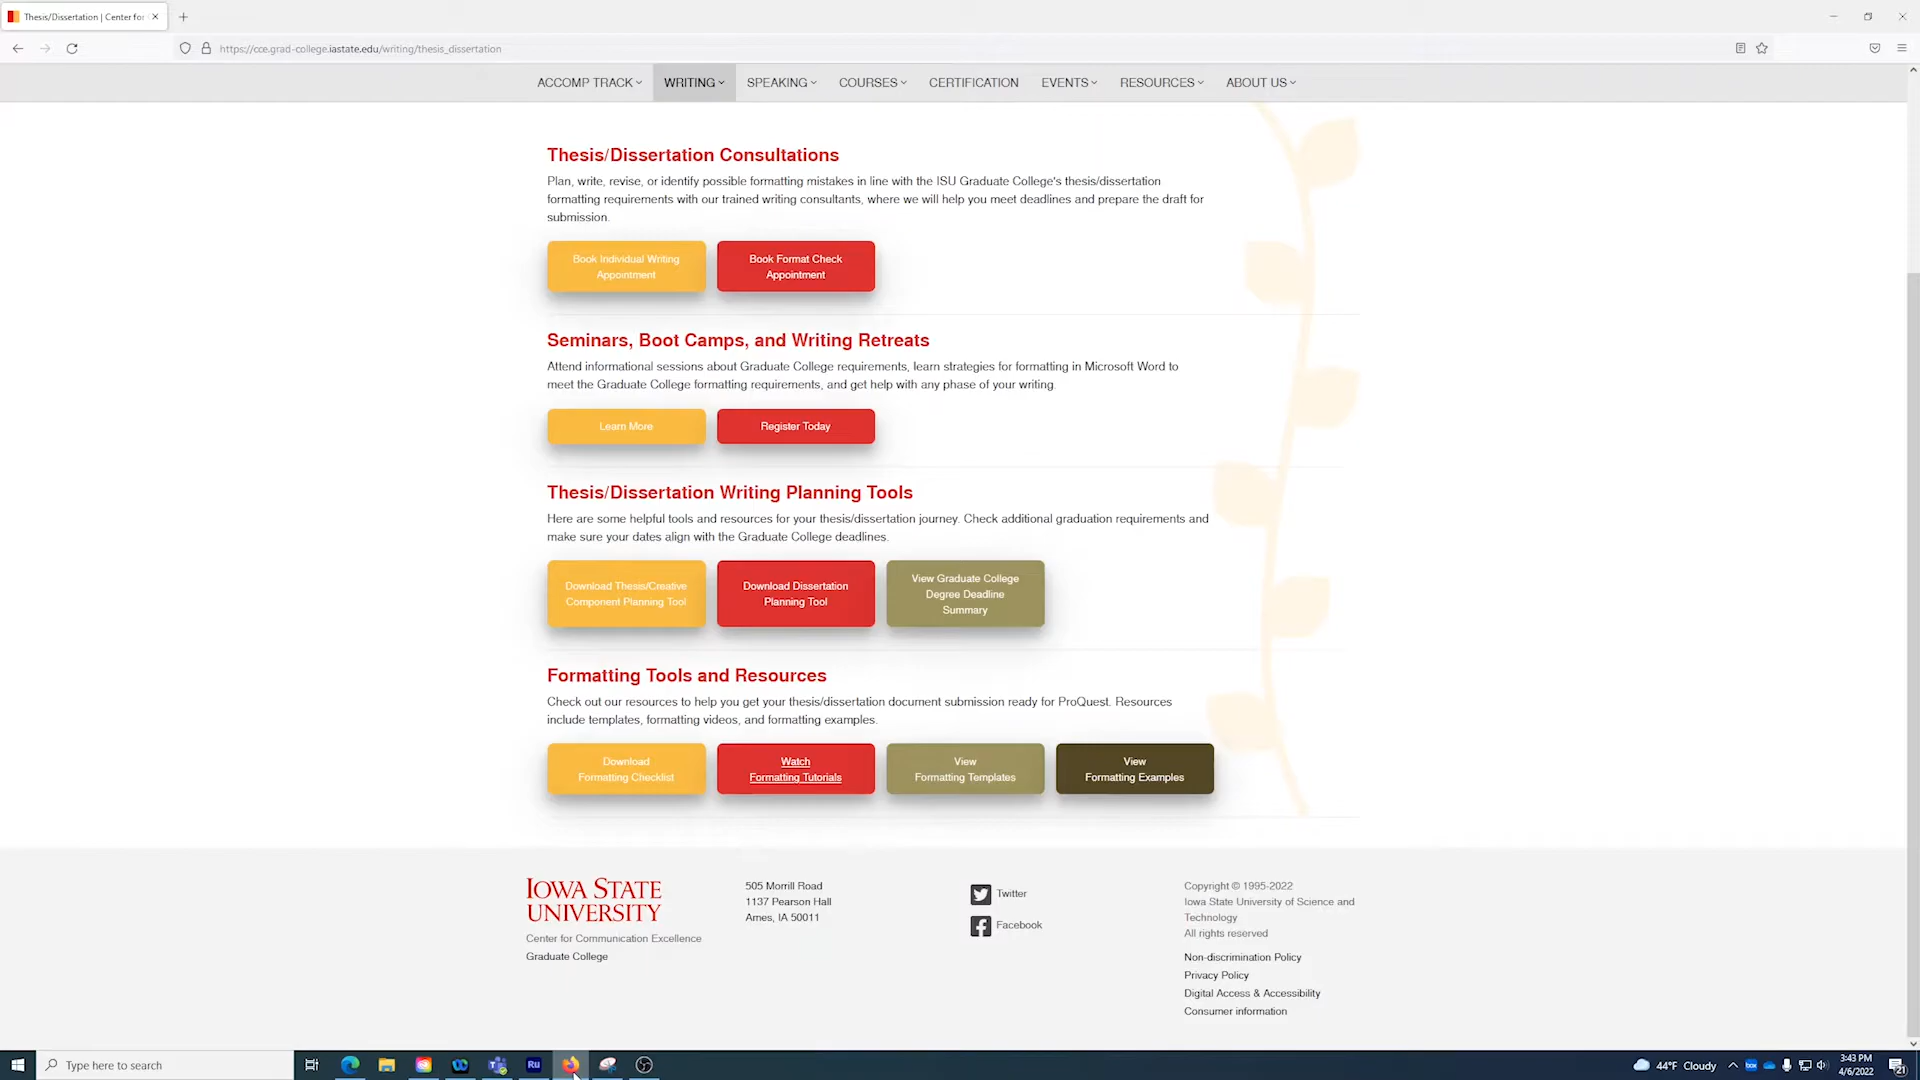 Thesis/Dissertation | Center for
https://cce.grad-college.iastate.edu/writing/thesis_dissertation
ACCOMP TRACK WRITING SPEAKING COURSES CERTIFICATION EVENTS RESOURCES ABOUT US
Thesis/Dissertation Consultations
Plan, write, revise, or identify possible formatting mistakes in line with the ISU Graduate College's thesis/dissertation
formatting requirements with our trained writing consultants, where we will help you meet deadlines and prepare the draft for
submission.
Book Individual Writing
Appointment
Book Format Check
Appointment
Seminars, Boot Camps, and Writing Retreats
Attend informational sessions about Graduate College requirements, learn strategies for formatting in Microsoft Word to
meet the Graduate College formatting requirements, and get help with any phase of your writing.
Learn More
Register Today
Thesis/Dissertation Writing Planning Tools
Here are some helpful tools and resources for your thesis/dissertation journey. Check additional graduation requirements and
make sure your dates align with the Graduate College deadlines.
Download Thesis/Creative
Component Planning Tool
Download Dissertation
Planning Tool
View Graduate College
Degree Deadline
Summary
Formatting Tools and Resources
Check out our resources to help you get your thesis/dissertation document submission ready for ProQuest. Resources
include templates, formatting videos, and formatting examples.
Download
Formatting Checklist
Watch
Formatting Tutorials
View
Formatting Templates
View
Formatting Examples
IOWA STATE
UNIVERSITY
Center for Communication Excellence
Graduate College
505 Morrill Road
1137 Pearson Hall
Ames, IA 50011
Twitter
Facebook
Copyright © 1995-2022
Iowa State University of Science and
Technology
All rights reserved
Non-discrimination Policy
Privacy Policy
Digital Access & Accessibility
Consumer information
Type here to search
Ru
44°F Cloudy
box
3:43 PM
4/6/2022
21